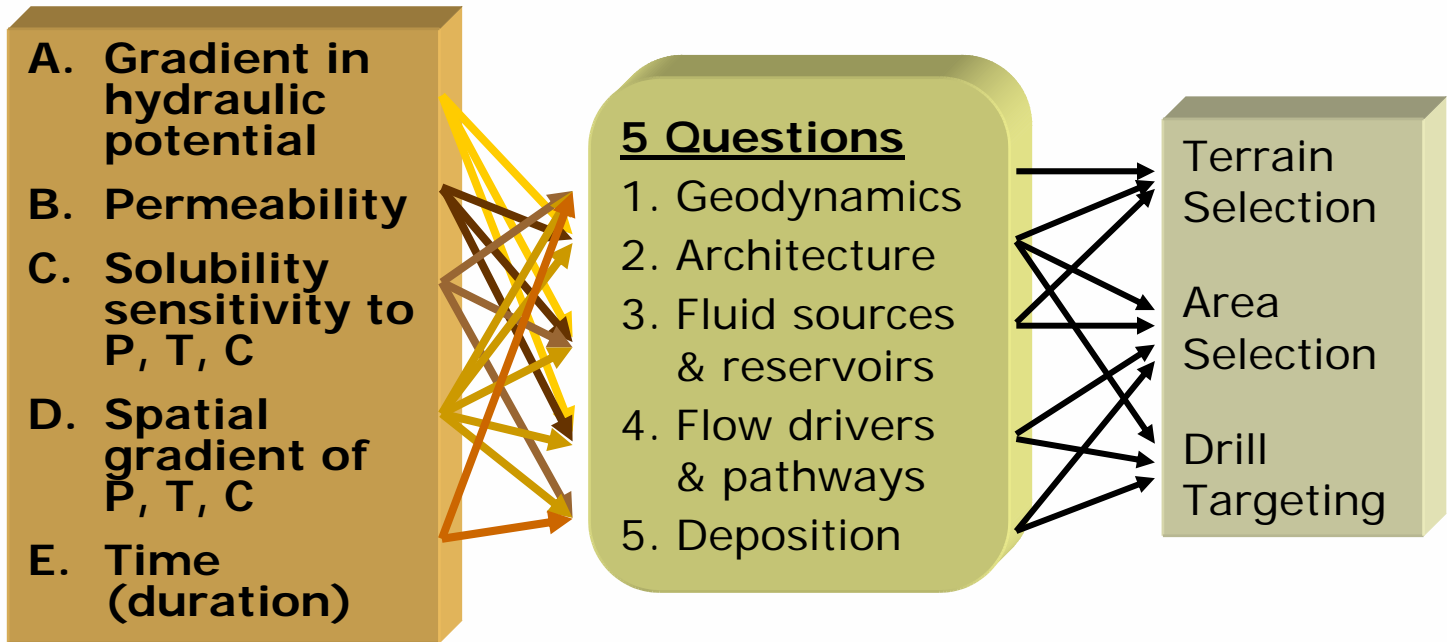 A. Gradient in
hydraulic
potential
B. Permeability
C. Solubility
sensitivity to
P, T, C
D. Spatial
gradient of
P, T, C
E. Time
(duration)
5 Questions
1. Geodynamics
2. Architecture
3. Fluid sources
& reservoirs
4. Flow drivers
& pathways
5. Deposition
Terrain
Selection
Area
Selection
Drill
Targeting